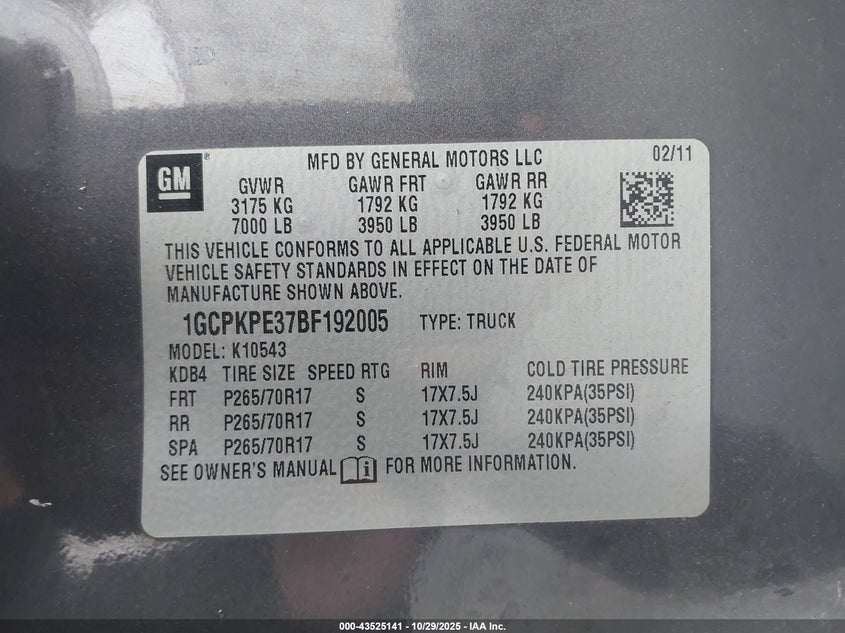 GM
MFD BY GENERAL MOTORS LLC 02/11
GVWR GAWR FRT GAWR RR
3175 KG 1792 KG 1792 KG
7000 LB 3950 LB 3950 LB
THIS VEHICLE CONFORMS TO ALL APPLICABLE U.S. FEDERAL MOTOR
VEHICLE SAFETY STANDARDS IN EFFECT ON THE DATE OF
MANUFACTURE SHOWN ABOVE.
1GCPKPE37BF192005 TYPE: TRUCK
MODEL: K10543
KDB4 TIRE SIZE SPEED RTG RIM COLD TIRE PRESSURE
FRT P265/70R17 S 17X7.5J 240KPA(35PSI)
RR P265/70R17 S 17X7.5J 240KPA(35PSI)
SPA P265/70R17 S 17X7.5J 240KPA(35PSI)
SEE OWNER'S MANUAL i FOR MORE INFORMATION.
000-43525141 - 10/29/2025 - IAA Inc.